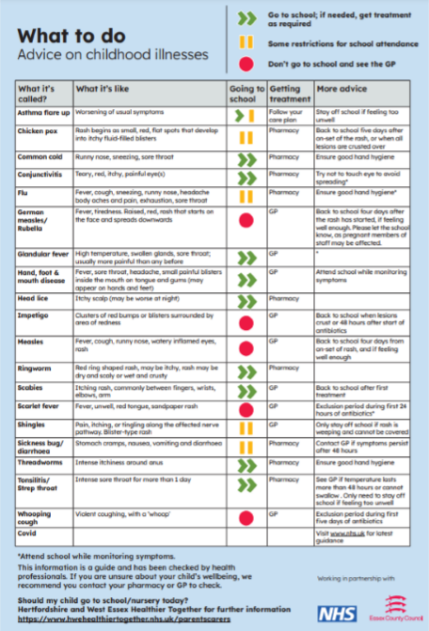 What to do
Advice on childhood illnesses
Go to school; if needed, get treatment
as required
Some restrictions for school attendance
Don't go to school and see the GP
What it's called? What it's like Going to school Getting treatment More advice
Asthma flare up Worsening of usual symptoms Follow your care plan Stay off school if feeling too unwell
Chicken pox Rash begins as small, red, flat spots that develop into itchy fluid-filled blisters Pharmacy Back to school five days after on-set of the rash, or when all lesions are crusted over
Common cold Runny nose, sneezing, sore throat Pharmacy Ensure good hand hygiene
Conjunctivitis Teary, red, itchy, painful eye(s) Pharmacy Try not to touch eye to avoid spreading*
Flu Fever, cough, sneezing, runny nose, headache body aches and pain, exhaustion, sore throat Pharmacy Ensure good hand hygiene*
German measles/ Rubella Fever, tiredness. Raised, red, rash that starts on the face and spreads downwards GP Back to school four days after the rash has started, if feeling well enough. Please let the school know, as pregnant members of staff may be affected.
Glandular fever High temperature, swollen glands, sore throat; usually more painful than any before GP *
Hand, foot & mouth disease Fever, sore throat, headache, small painful blisters inside the mouth on tongue and gums (may appear on hands and feet) GP Attend school while monitoring symptoms
Head lice Itchy scalp (may be worse at night) Pharmacy
Impetigo Clusters of red bumps or blisters surrounded by area of redness GP Back to school when lesions crust or 48 hours after start of antibiotics
Measles Fever, cough, runny nose, watery inflamed eyes, rash GP Back to school four days from on-set of rash, and if feeling well enough
Ringworm Red ring shaped rash, may be itchy, rash may be dry and scaly or wet and crusty Pharmacy
Scabies Itching rash, commonly between fingers, wrists, elbows, arm GP Back to school after first treatment
Scarlet fever Fever, unwell, red tongue, sandpaper rash GP Exclusion period during first 24 hours of antibiotics*
Shingles Pain, itching, or tingling along the affected nerve pathway. Blister-type rash GP Only stay off school if rash is weeping and cannot be covered
Sickness bug/ diarrhoea Stomach cramps, nausea, vomiting and diarrhoea Pharmacy Contact GP if symptoms persist after 48 hours
Threadworms Intense itchiness around anus Pharmacy Ensure good hand hygiene
Tonsilitis/ Strep throat Intense sore throat for more than 1 day Pharmacy See GP if temperature lasts more than 48 hours or cannot swallow. Only need to stay off school if feeling too unwell
Whooping cough Violent coughing, with a 'whoop' GP Exclusion period during first five days of antibiotics
Covid Visit www.nhs.uk for latest guidance
*Attend school while monitoring symptoms.
This information is a guide and has been checked by health
professionals. If you are unsure about your child's wellbeing, we
recommend you contact your pharmacy or GP to check.
Should my child go to school/nursery today?
Hertfordshire and West Essex Healthier Together for further information
https://www.hwehealthiertogether.nhs.uk/parentscarers
Working in partnership with
NHS
Essex County Council